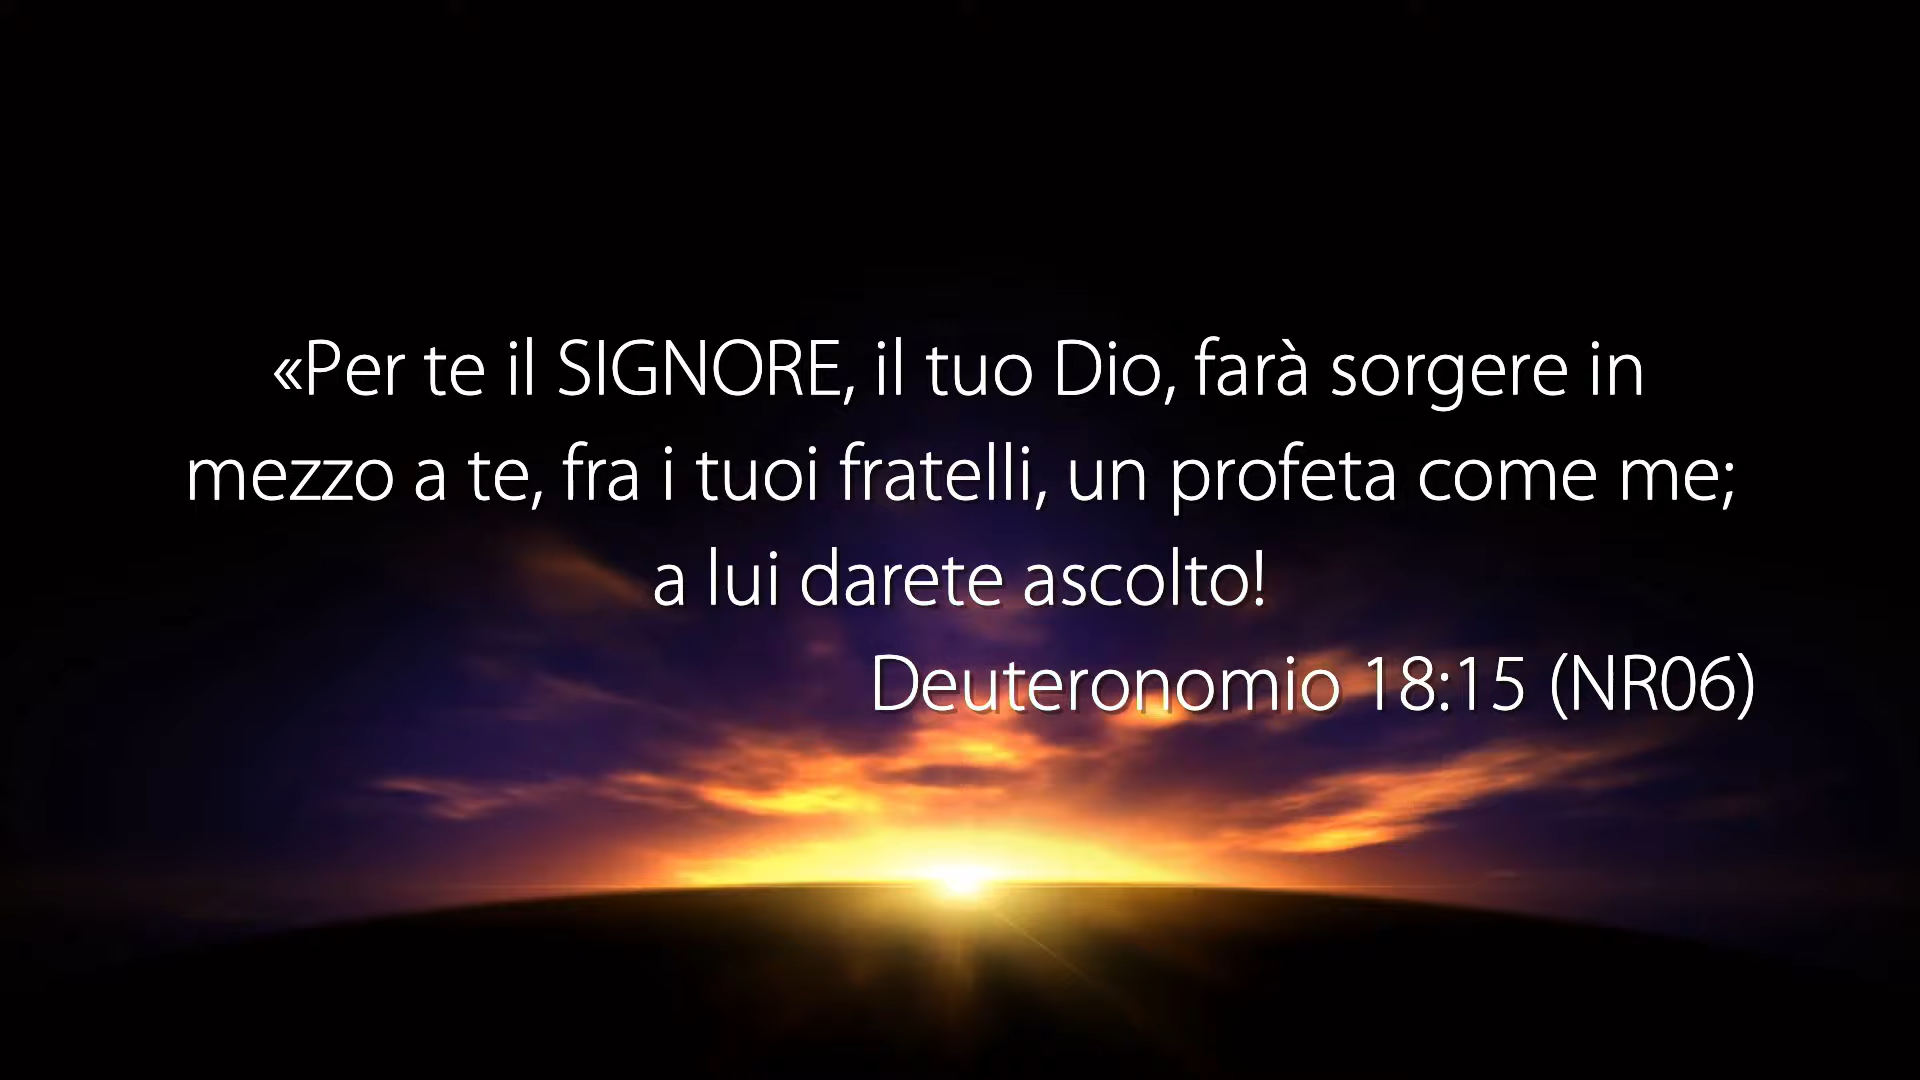 «Per te il SIGNORE, il tuo Dio, farà sorgere in
mezzo a te, fra i tuoi fratelli, un profeta come me;
a lui darete ascolto!
Deuteronomio 18:15 (NR06)